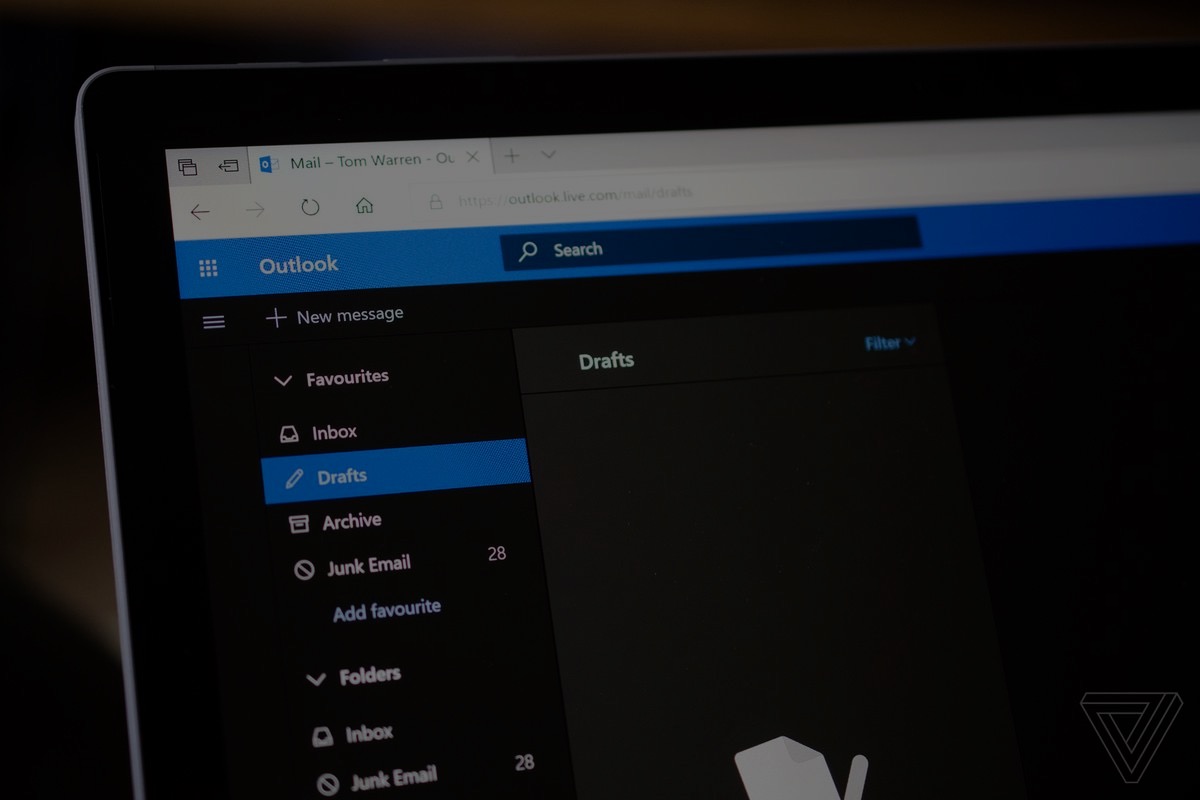 Mail – Tom Warren - Ou
https://outlook.live.com/mail/drafts
Outlook
Search
New message
Favourites
Drafts
Filter
Inbox
Drafts
Archive
Junk Email 28
Add favourite
Folders
Inbox
Junk Email 28